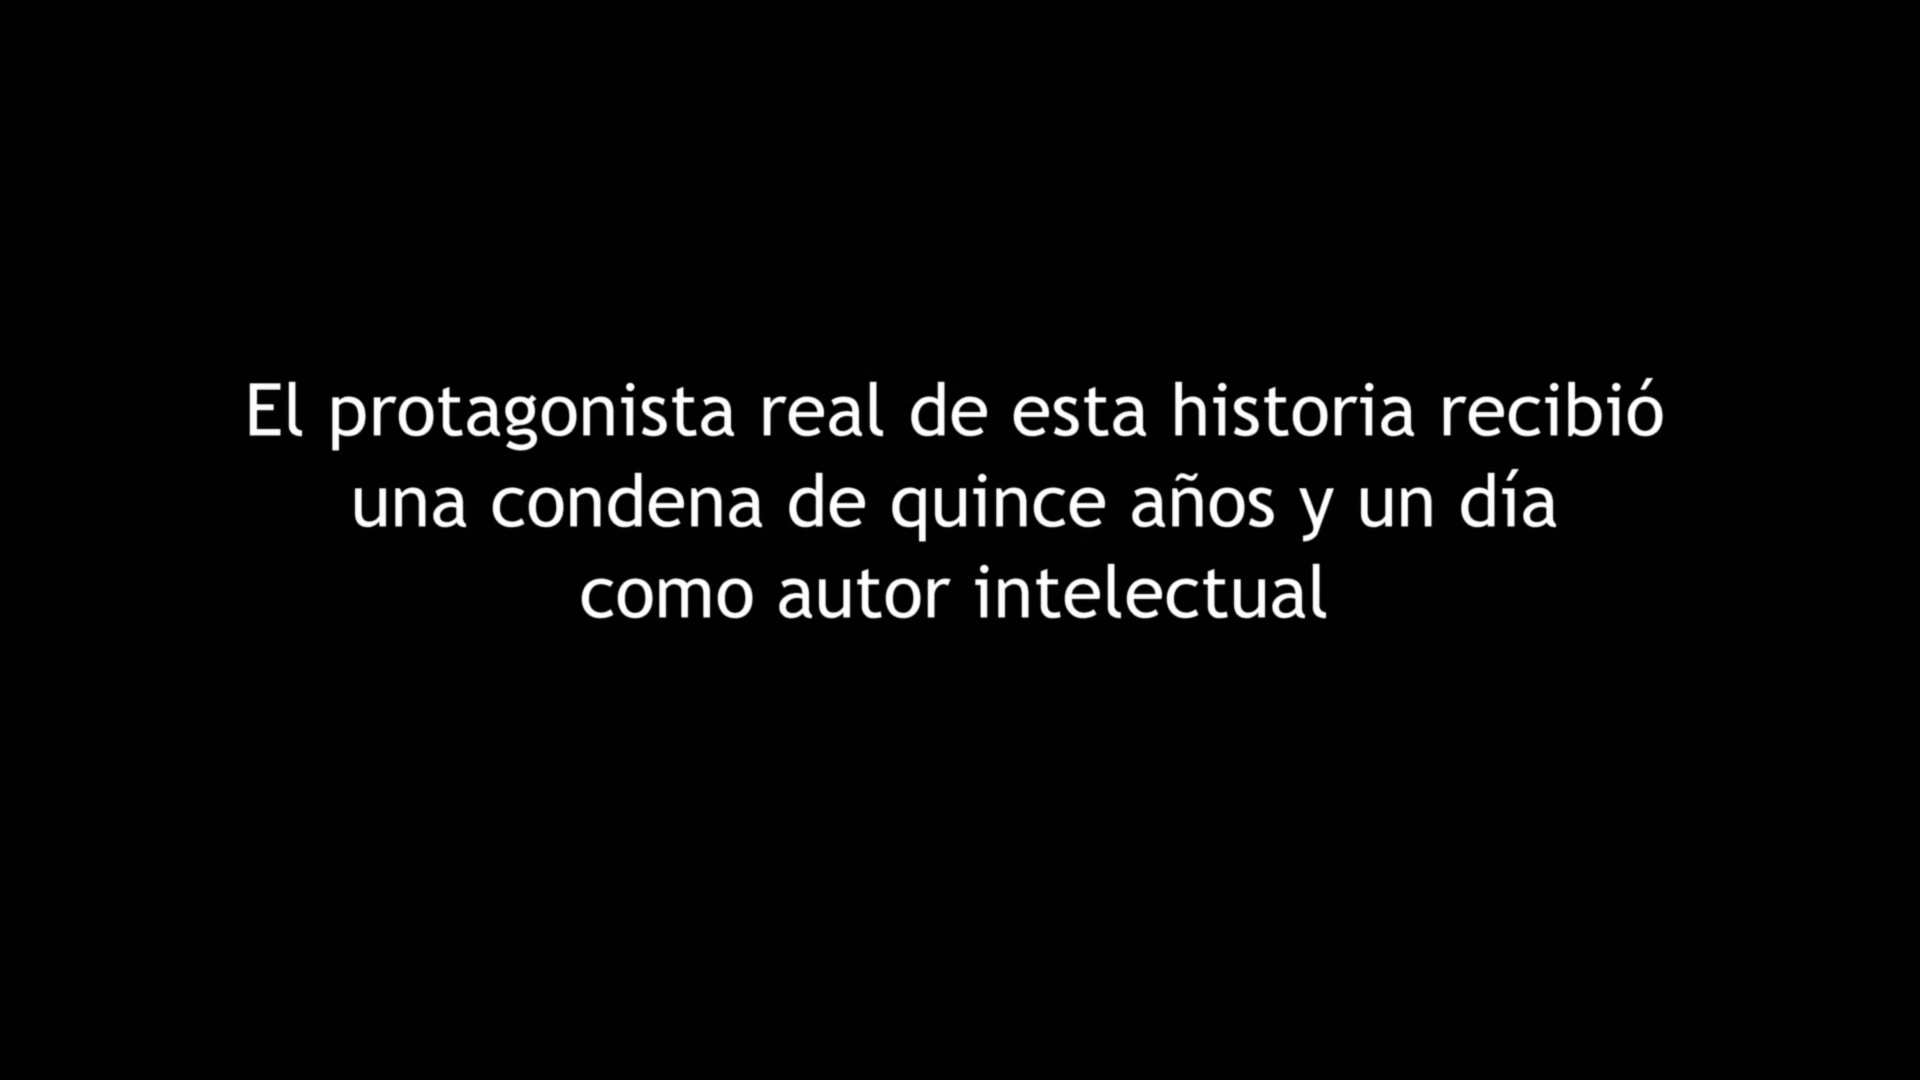 El protagonista real de esta historia recibió
una condena de quince años y un día
como autor intelectual